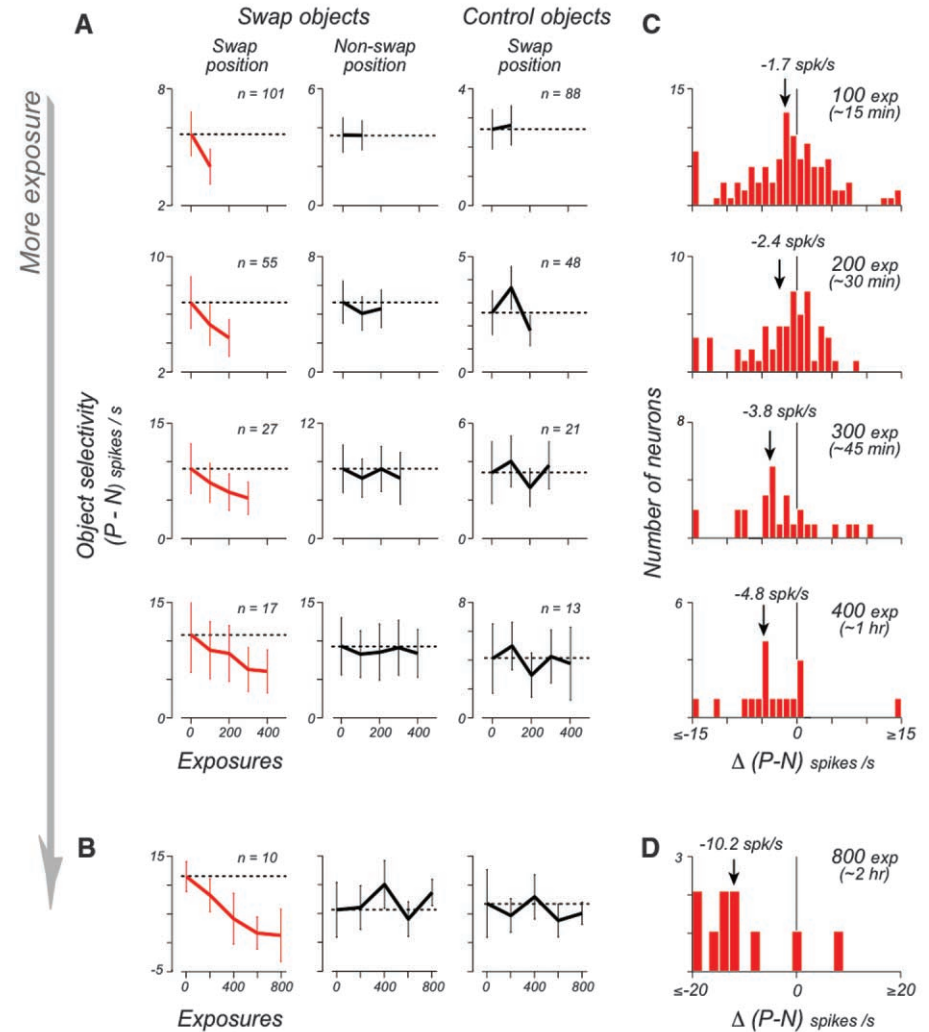 A
Swap objects
Control objects
C
Swap position
Non-swap position
Swap position
More exposure
Object selectivity (P - N) spikes / s
8
2
n = 101
6
0
4
0
n = 88
10
2
n = 55
8
0
5
0
n = 48
15
0
n = 27
12
0
6
0
n = 21
15
0
n = 17
15
0
8
0
n = 13
0 200 400
0 200 400
0 200 400
Exposures
Number of neurons
-1.7 spk/s
15
100 exp
(~15 min)
-2.4 spk/s
10
200 exp
(~30 min)
-3.8 spk/s
8
300 exp
(~45 min)
-4.8 spk/s
6
400 exp
(~1 hr)
≤-15 0 ≥15
Δ (P-N) spikes /s
B
15
-5
n = 10
0 400 800
0 400 800
0 400 800
Exposures
D
-10.2 spk/s
3
0
800 exp
(~2 hr)
≤-20 0 ≥20
Δ (P-N) spikes /s